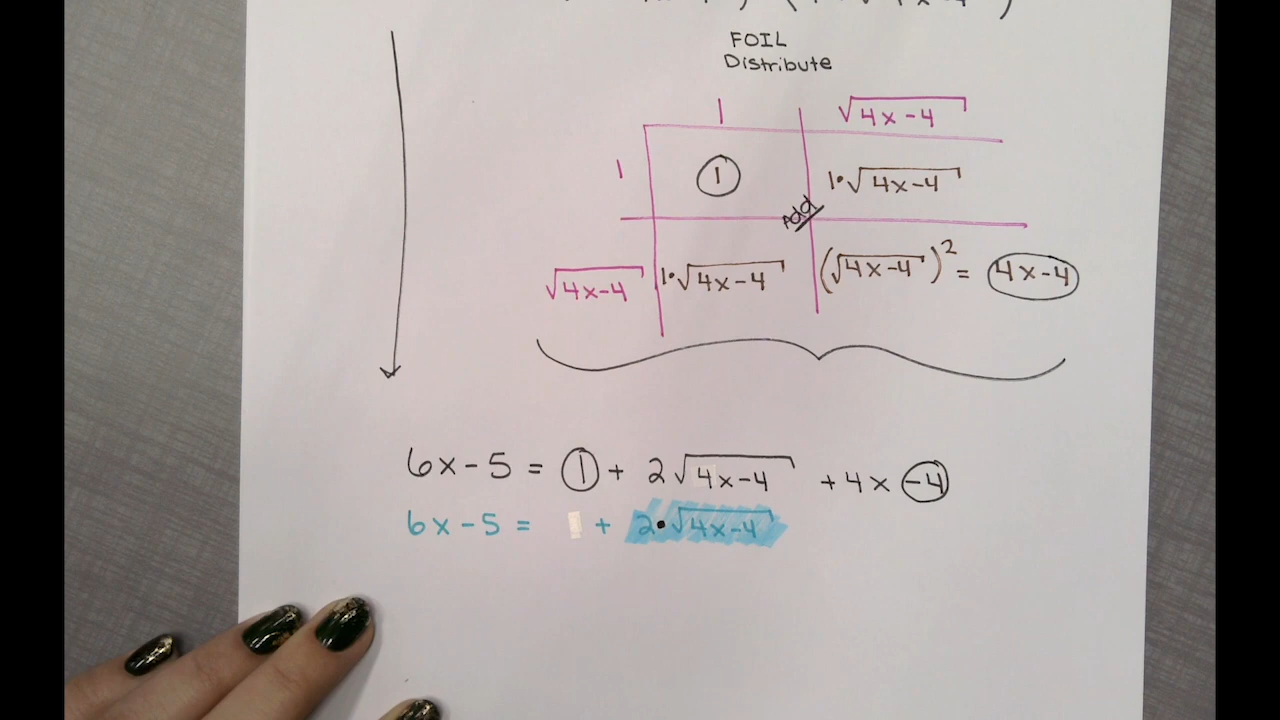 FOIL
Distribute
1 √4x-4
1 1 1·√4x-4
Add
√4x-4 1·√4x-4 (√4x-4)² = 4x-4
6x-5 = 1 + 2√4x-4 +4x -4
6x-5 = 1 + 2·√4x-4